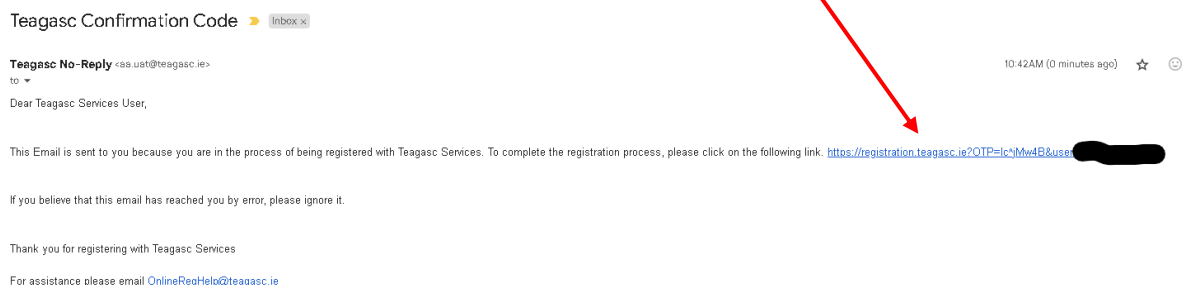 Teagasc Confirmation Code Inbox ×
Teagasc No-Reply <aa.uat@teagasc.ie> 10:42AM (0 minutes ago)
to
Dear Teagasc Services User,
This Email is sent to you because you are in the process of being registered with Teagasc Services. To complete the registration process, please click on the following link. https://registration.teagasc.ie?OTP=Ic^jMw4B&user
If you believe that this email has reached you by error, please ignore it.
Thank you for registering with Teagasc Services
For assistance please email OnlineRegHelp@teagasc.ie